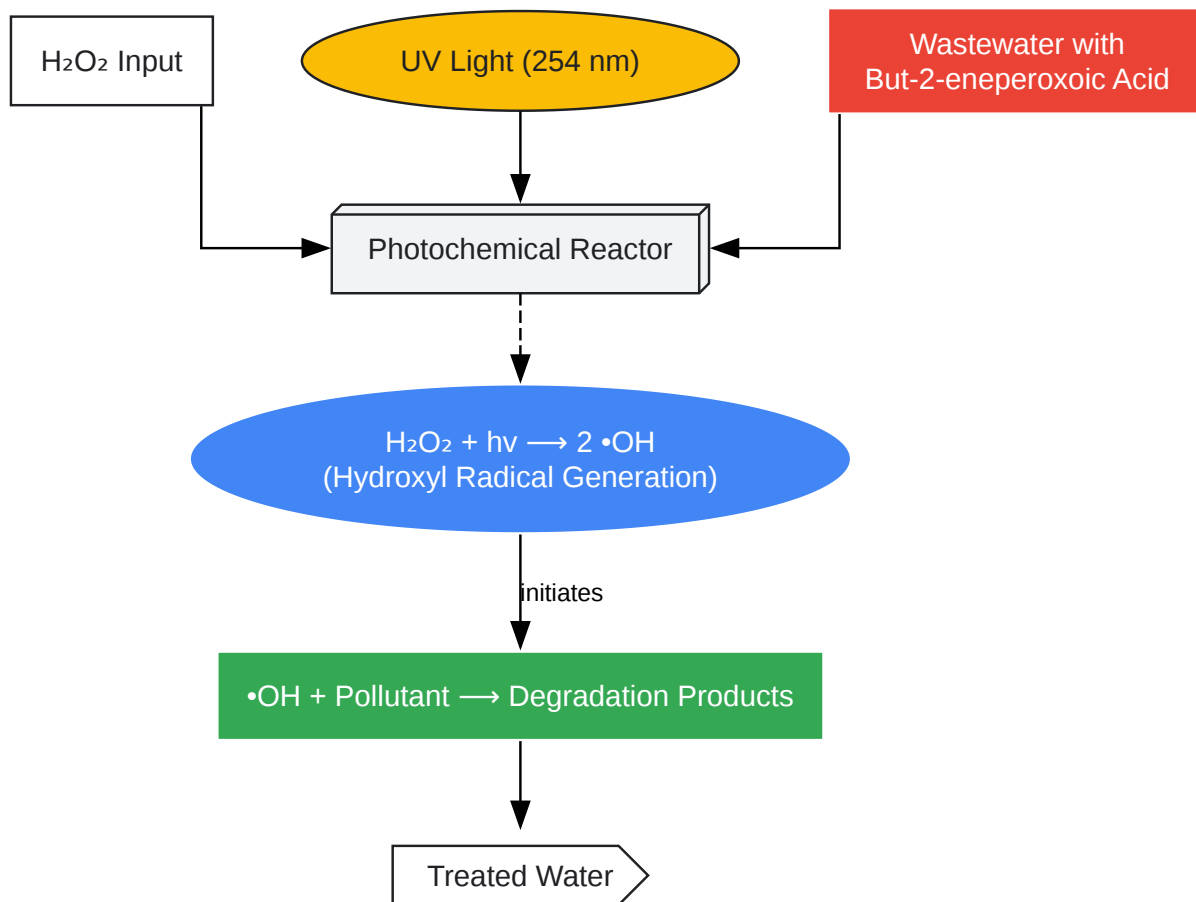 H₂O₂ Input
UV Light (254 nm)
Wastewater with
But-2-eneperoxoic Acid
Photochemical Reactor
H₂O₂ + hv ⟶ 2 •OH
(Hydroxyl Radical Generation)
initiates
•OH + Pollutant ⟶ Degradation Products
Treated Water